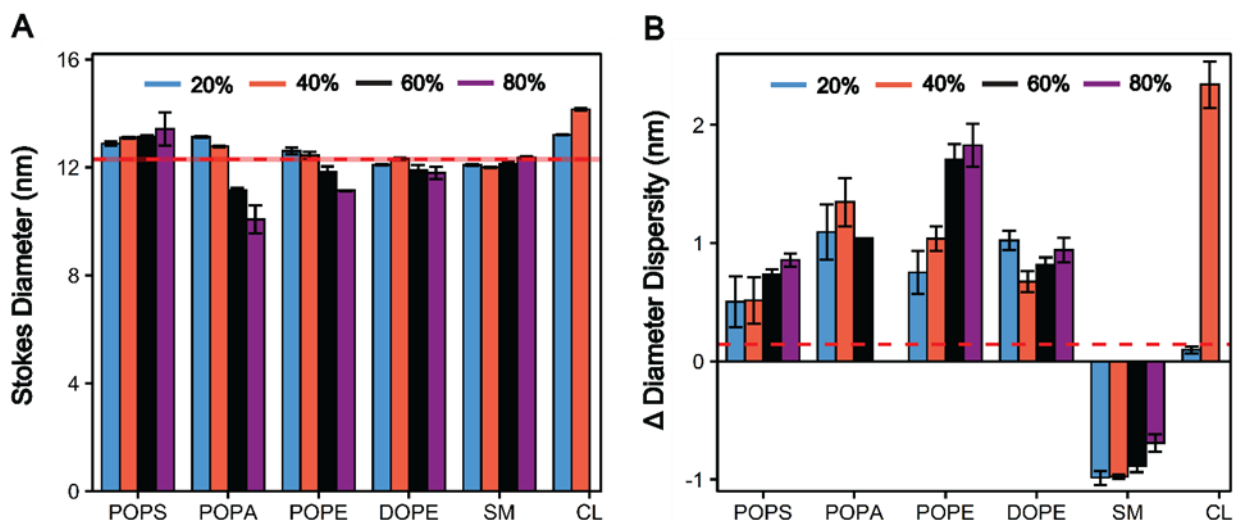 A
Stokes Diameter (nm)
16
12
8
4
0
20% 40% 60% 80%
POPS POPA POPE DOPE SM CL
B
Δ Diameter Dispersity (nm)
2
1
0
-1
20% 40% 60% 80%
POPS POPA POPE DOPE SM CL